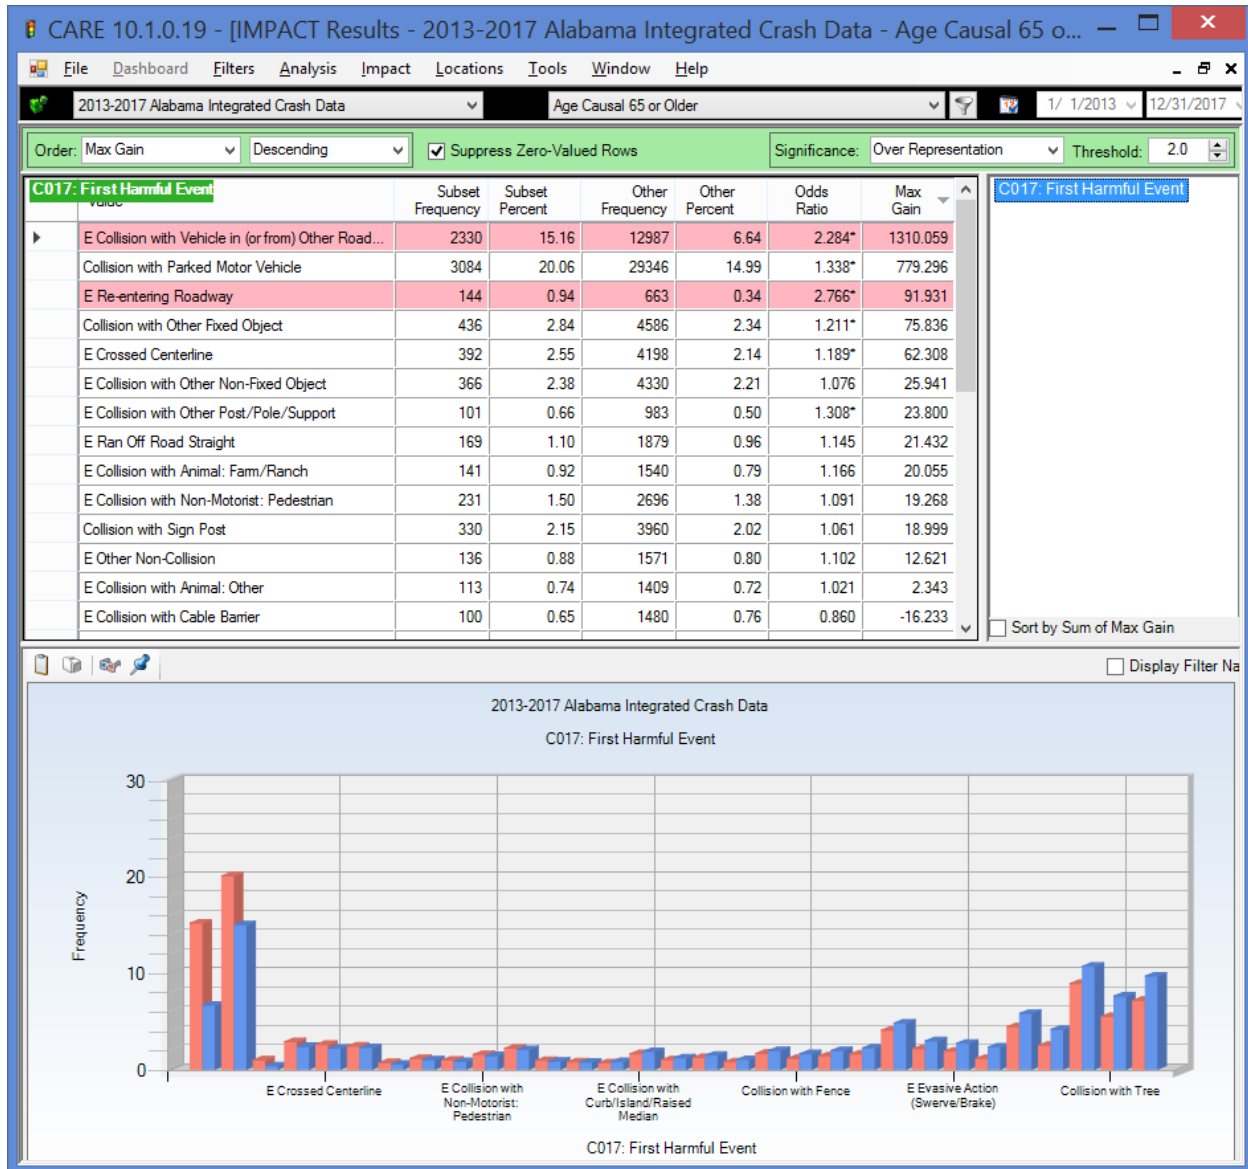 CARE 10.1.0.19 - [IMPACT Results - 2013-2017 Alabama Integrated Crash Data - Age Causal 65 o...
File Dashboard Filters Analysis Impact Locations Tools Window Help
2013-2017 Alabama Integrated Crash Data Age Causal 65 or Older 1/ 1/2013 12/31/2017
Order: Max Gain Descending Suppress Zero-Valued Rows Significance: Over Representation Threshold: 2.0
C017: First Harmful Event Subset Frequency Subset Percent Other Frequency Other Percent Odds Ratio Max Gain C017: First Harmful Event
E Collision with Vehicle in (or from) Other Road... 2330 15.16 12987 6.64 2.284* 1310.059
Collision with Parked Motor Vehicle 3084 20.06 29346 14.99 1.338* 779.296
E Re-entering Roadway 144 0.94 663 0.34 2.766* 91.931
Collision with Other Fixed Object 436 2.84 4586 2.34 1.211* 75.836
E Crossed Centerline 392 2.55 4198 2.14 1.189* 62.308
E Collision with Other Non-Fixed Object 366 2.38 4330 2.21 1.076 25.941
E Collision with Other Post/Pole/Support 101 0.66 983 0.50 1.308* 23.800
E Ran Off Road Straight 169 1.10 1879 0.96 1.145 21.432
E Collision with Animal: Farm/Ranch 141 0.92 1540 0.79 1.166 20.055
E Collision with Non-Motorist: Pedestrian 231 1.50 2696 1.38 1.091 19.268
Collision with Sign Post 330 2.15 3960 2.02 1.061 18.999
E Other Non-Collision 136 0.88 1571 0.80 1.102 12.621
E Collision with Animal: Other 113 0.74 1409 0.72 1.021 2.343
E Collision with Cable Barrier 100 0.65 1480 0.76 0.860 -16.233
Sort by Sum of Max Gain
Display Filter Na
2013-2017 Alabama Integrated Crash Data
C017: First Harmful Event
30
20
10
0
Frequency
E Crossed Centerline
E Collision with
Non-Motorist:
Pedestrian
E Collision with
Curb/Island/Raised
Median
Collision with Fence
E Evasive Action
(Swerve/Brake)
Collision with Tree
C017: First Harmful Event